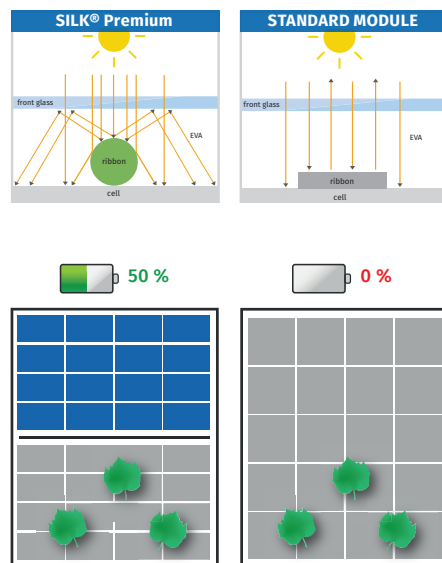 SILK® Premium
STANDARD MODULE
front glass
EVA
ribbon
cell
front glass
EVA
ribbon
cell
50 %
0 %